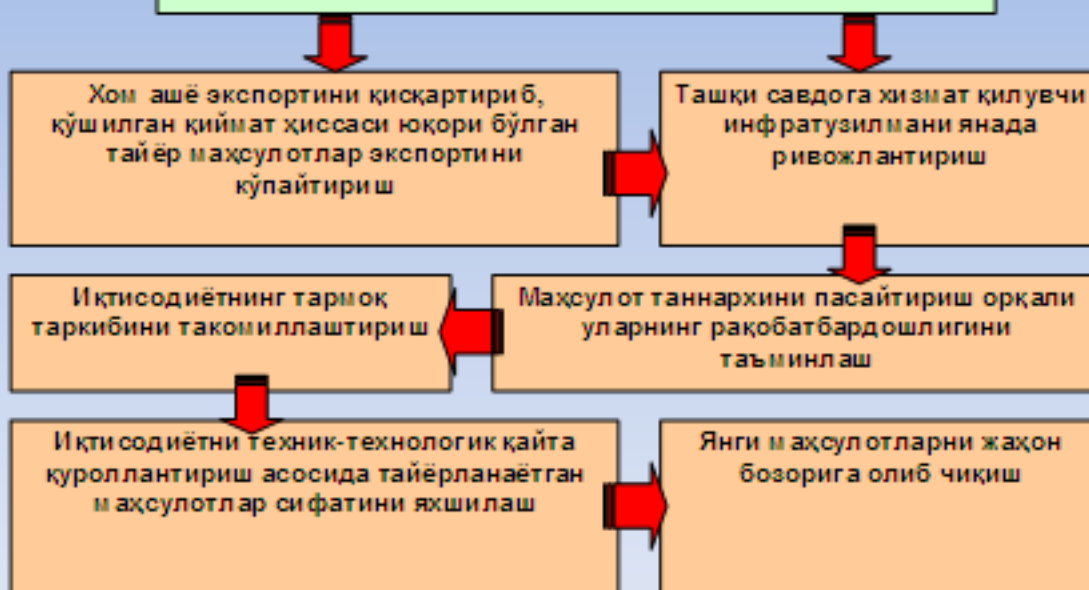 Хом ашё экспортини қисқартириб,
қўшилган қиймат ҳиссаси юқори бўлган
тайёр маҳсулотлар экспортини
кўпайтириш
Ташқи савдога хизмат қилувчи
инфратузилмани янада
ривожлантириш
Иқтисодиётнинг тармоқ
таркибини такомиллаштириш
Маҳсулот таннархини пасайтириш орқали
уларнинг рақобатбардошлигини
таъминлаш
Иқтисодиётни техник-технологик қайта
қуроллантириш асосида тайёрланаётган
маҳсулотлар сифатини яхшилаш
Янги маҳсулотларни жаҳон
бозорига олиб чиқиш